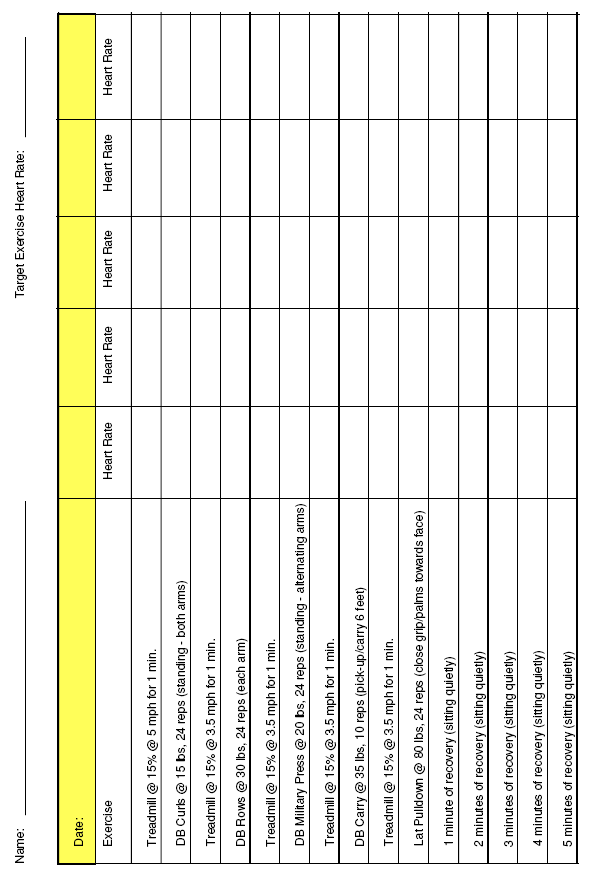 Name: Target Exercise Heart Rate:
Date:
Exercise Heart Rate Heart Rate Heart Rate Heart Rate Heart Rate
Treadmill @ 15% @ 5 mph for 1 min.
DB Curls @ 15 lbs, 24 reps (standing - both arms)
Treadmill @ 15% @ 3.5 mph for 1 min.
DB Rows @ 30 lbs, 24 reps (each arm)
Treadmill @ 15% @ 3.5 mph for 1 min.
DB Military Press @ 20 lbs, 24 reps (standing - alternating arms)
Treadmill @ 15% @ 3.5 mph for 1 min.
DB Carry @ 35 lbs, 10 reps (pick-up/carry 6 feet)
Treadmill @ 15% @ 3.5 mph for 1 min.
Lat Pulldown @ 80 lbs, 24 reps (close grip/palms towards face)
1 minute of recovery (sitting quietly)
2 minutes of recovery (sitting quietly)
3 minutes of recovery (sitting quietly)
4 minutes of recovery (sitting quietly)
5 minutes of recovery (sitting quietly)